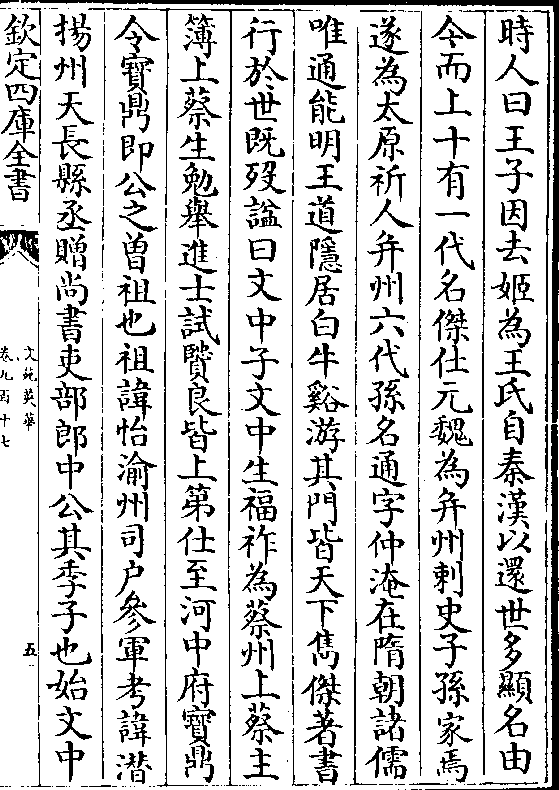 時人曰王子因去姬為王氏自秦漢以還世多顯名由
今而上十有一代名傑仕元魏為弁州刺史子孫家焉
遂為太原祈人弁州六代孫名通字仲淹在隋朝諸儒
唯通能明王道隱居白牛谿游其門皆天下雋傑著書
行於世既歿諡曰文中子文中生福祚為蔡州上蔡主
簿上蔡生勉舉進士試賢良皆上第仕至河中府寶鼎
令寶鼎即公之曽祖也祖諱怡渝州司户參軍考諱潜
揚州天長縣丞贈尚書吏部郎中公其季子也始文中
欽定四庫全書
文苑英華
卷九百十七
五